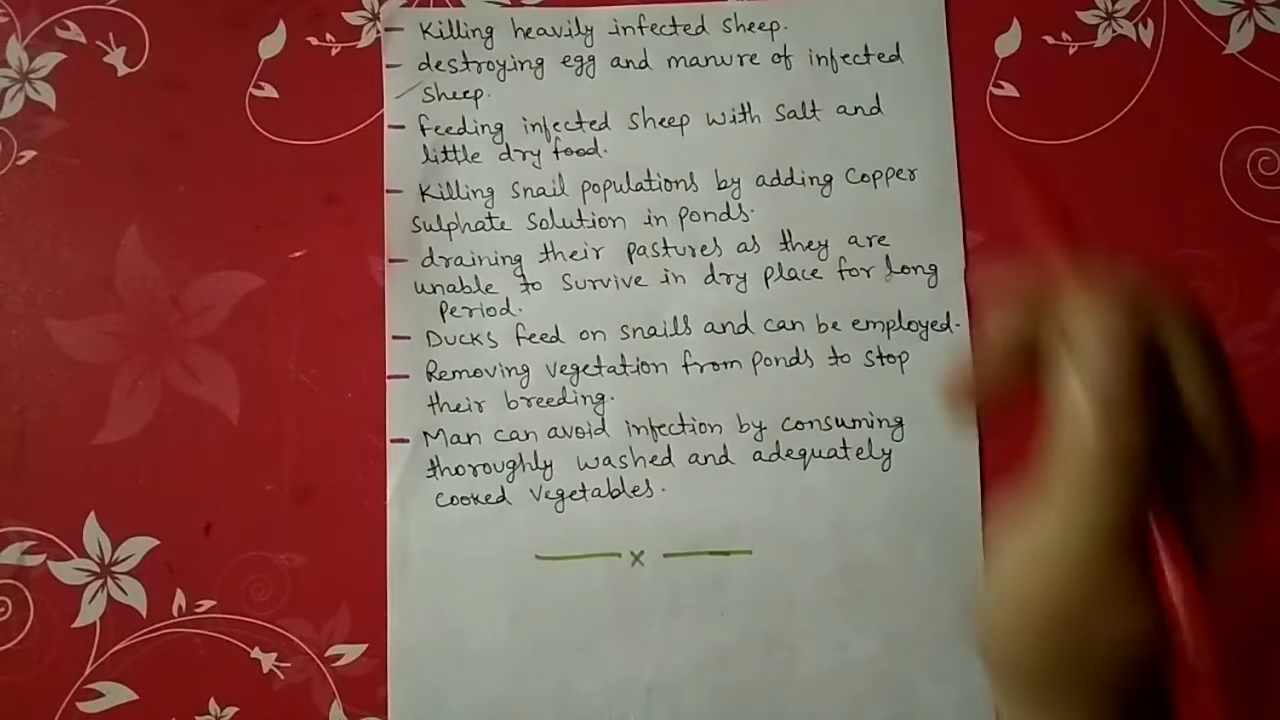 - Killing heavily infected sheep.
- destroying egg and manure of infected
sheep.
- feeding infected sheep with salt and
little dry food.
- Killing snail populations by adding copper
sulphate solution in ponds.
- draining their pastures as they are
unable to survive in dry place for long
period.
- Ducks feed on snails and can be employed.
- Removing vegetation from ponds to stop
their breeding.
- Man can avoid infection by consuming
thoroughly washed and adequately
cooked vegetables.
— x —